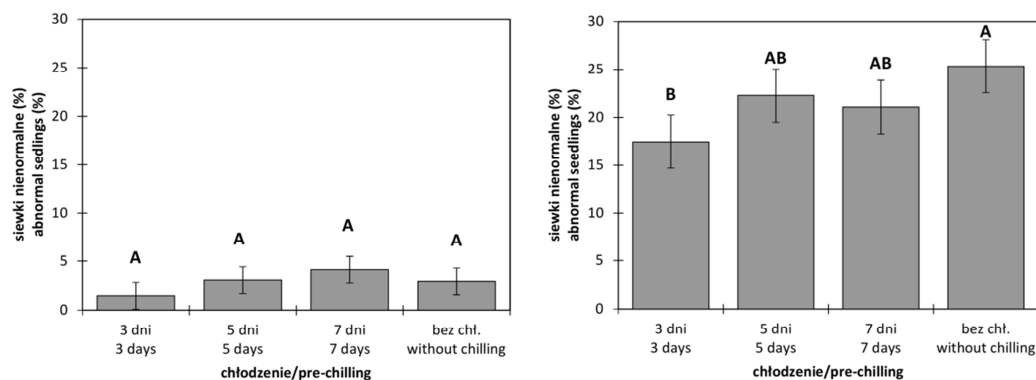 siewki nienormalne (%)
abnormal sedlings (%)
30
25
20
15
10
5
0
A
A
A
A
3 dni
3 days
5 dni
5 days
7 dni
7 days
bez chł.
without chilling
chłodzenie/pre-chilling
siewki nienormalne (%)
abnormal seedlings (%)
30
25
20
15
10
5
0
B
AB
AB
A
3 dni
3 days
5 dni
5 days
7 dni
7 days
bez chł.
without chilling
chłodzenie/pre-chilling